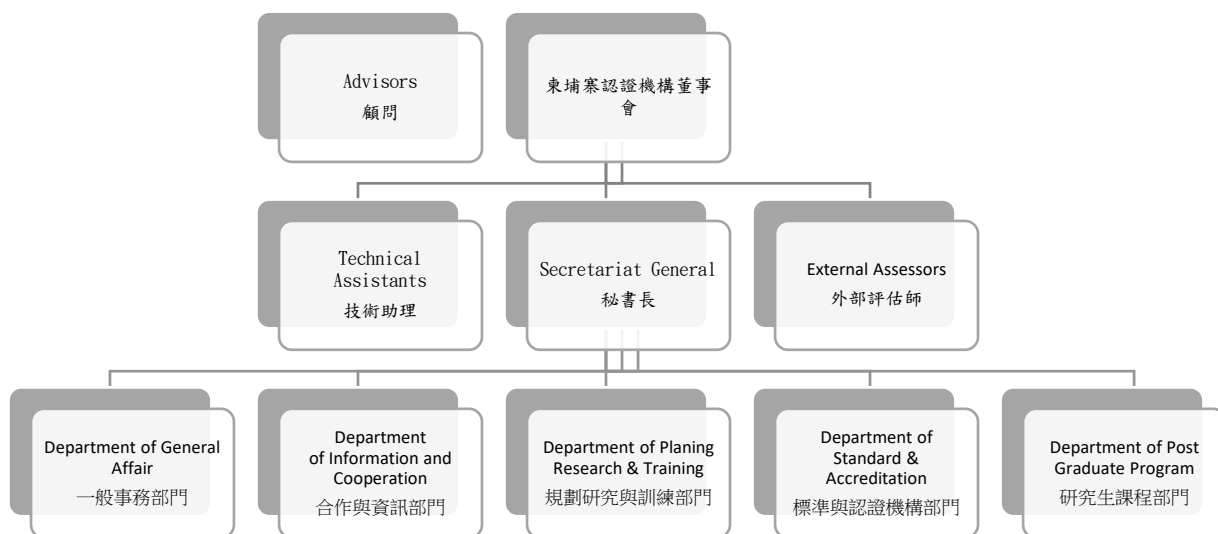 Advisors
顧問
柬埔寨認證機構董事
會
Technical
Assistants
技術助理
Secretariat General
秘書長
External Assessors
外部評估師
Department of General
Affair
一般事務部門
Department
of Information and
Cooperation
合作與資訊部門
Department of Planing
Research & Training
規劃研究與訓練部門
Department of
Standard &
Accreditation
標準與認證機構部門
Department of Post
Graduate Program
研究生課程部門